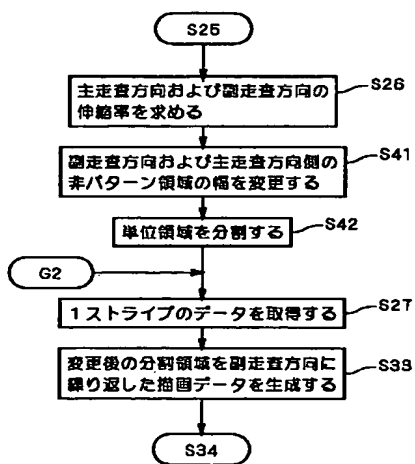 S25
主走査方向および副走査方向の
伸縮率を求める
S26
副走査方向および主走査方向側の
非パターン領域の幅を変更する
S41
単位領域を分割する
S42
G2
1ストライプのデータを取得する
S27
変更後の分割領域を副走査方向に
繰り返した描画データを生成する
S33
S34